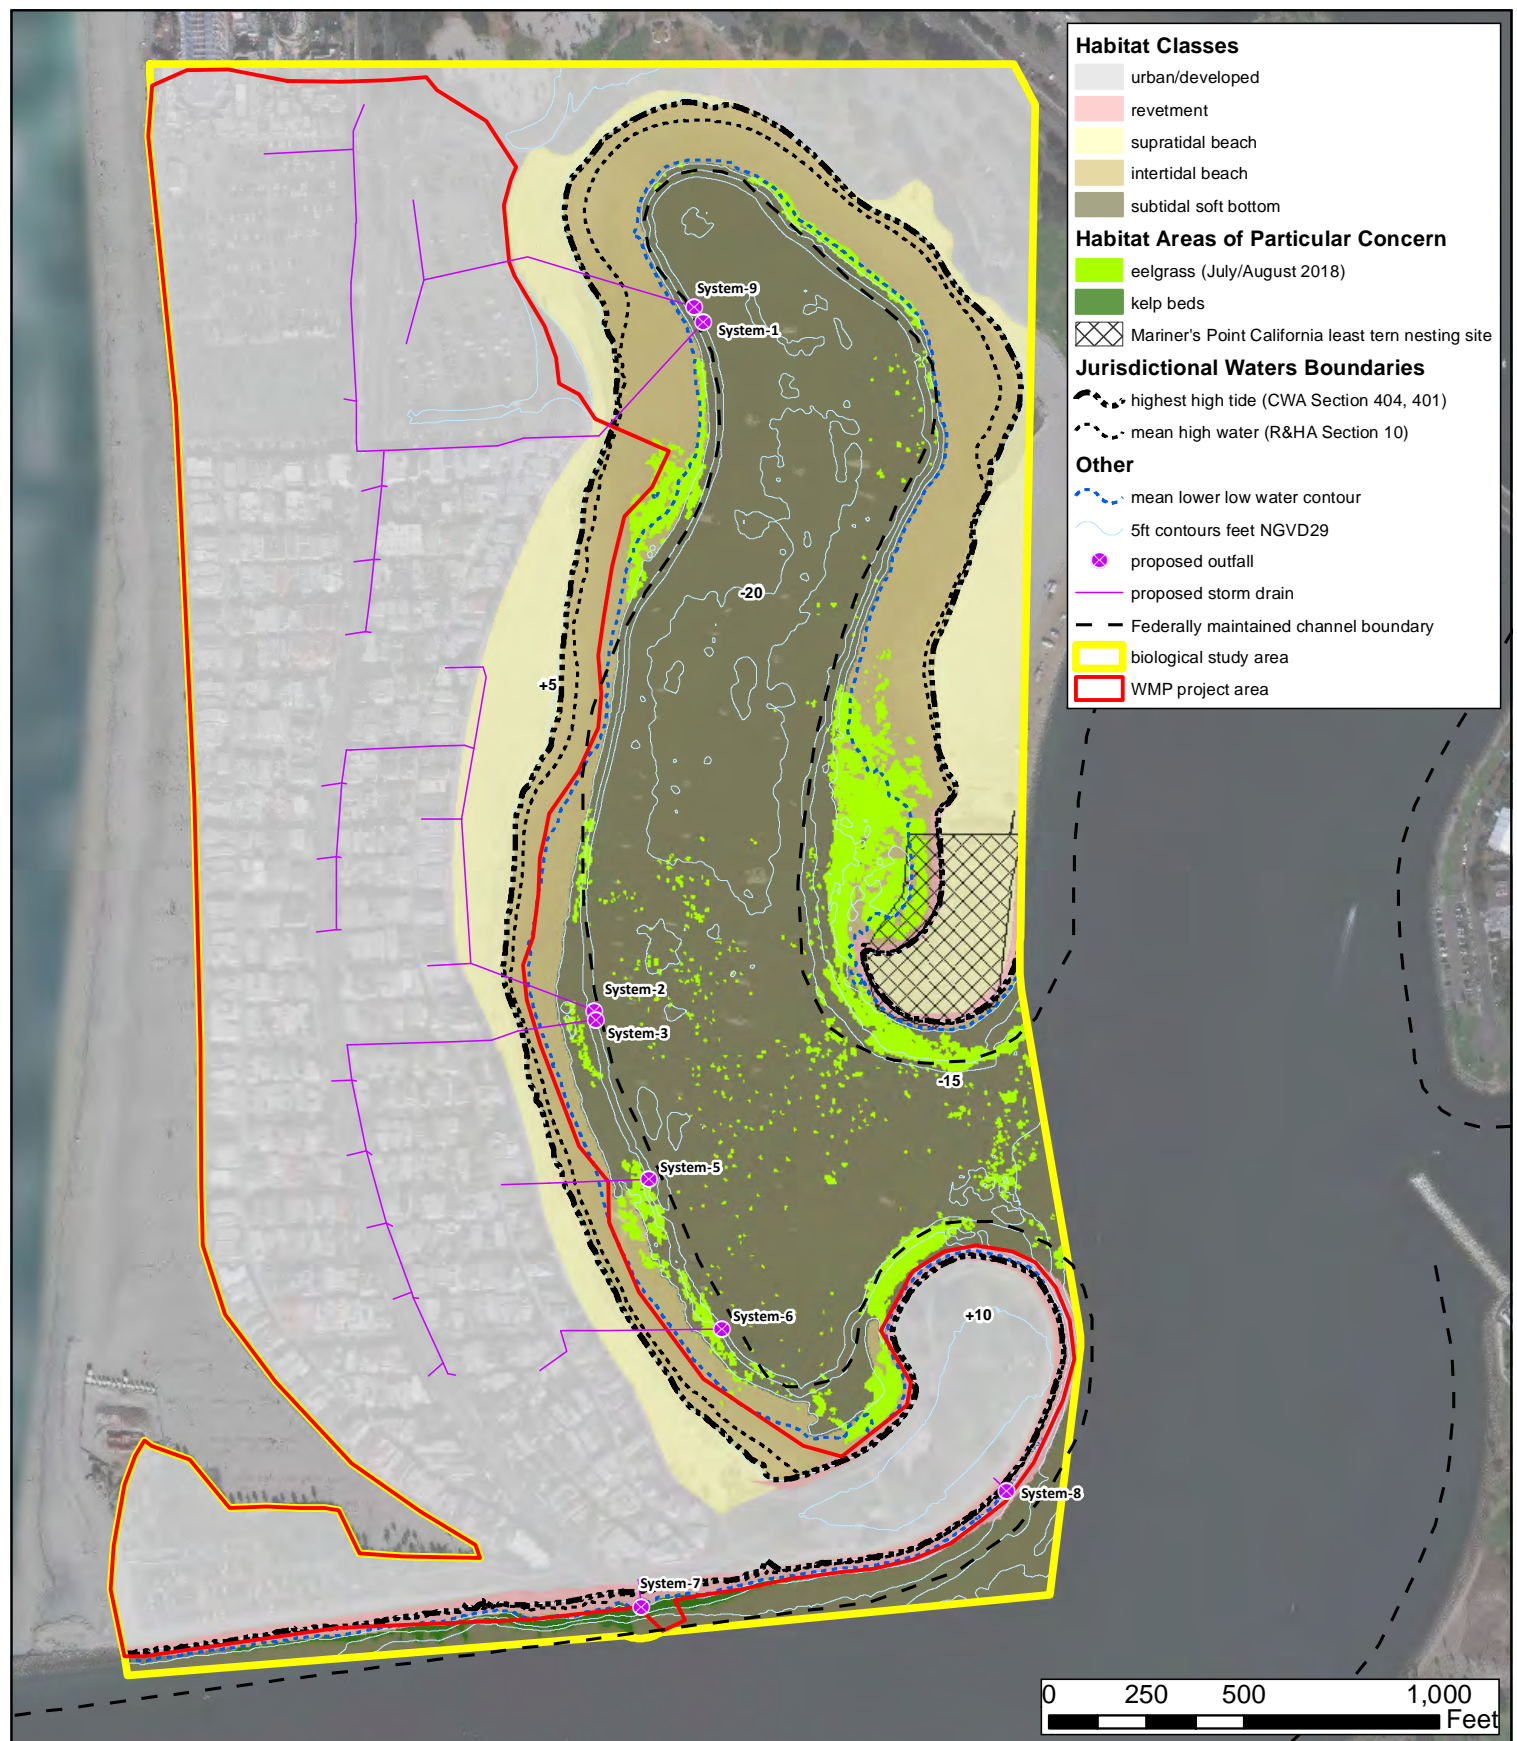 Habitat Classes
urban/developed
revetment
supratidal beach
intertidal beach
subtidal soft bottom
Habitat Areas of Particular Concern
eelgrass (July/August 2018)
kelp beds
Mariner's Point California least tern nesting site
Jurisdictional Waters Boundaries
highest high tide (CWA Section 404, 401)
mean high water (R&HA Section 10)
Other
mean lower low water contour
5ft contours feet NGVD29
proposed outfall
proposed storm drain
Federally maintained channel boundary
biological study area
WMP project area
System-9
System-1
-20
+5
System-2
System-3
-15
System-5
System-6
+10
System-8
System-7
0 250 500 1,000
Feet